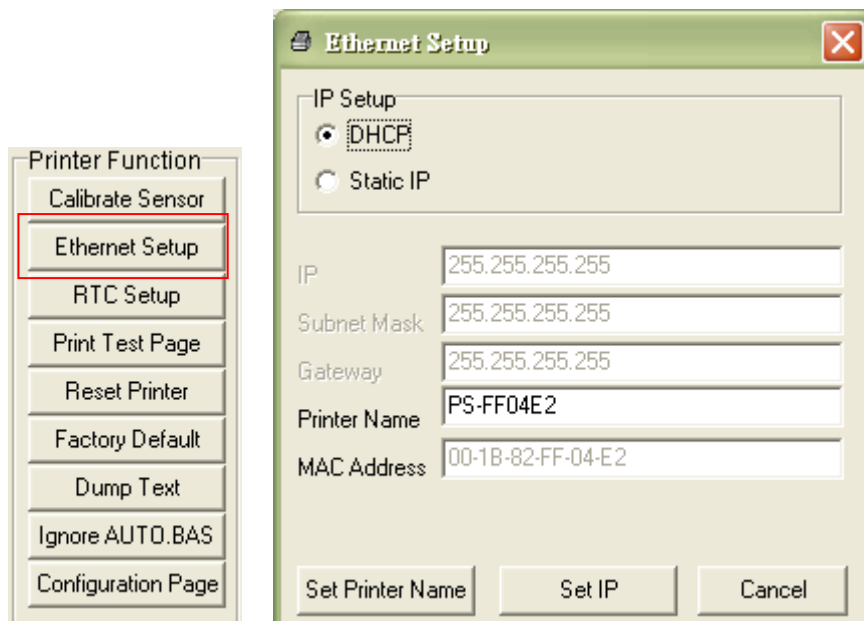 Printer Function
Calibrate Sensor
Ethernet Setup
RTC Setup
Print Test Page
Reset Printer
Factory Default
Dump Text
Ignore AUTO.BAS
Configuration Page
Ethernet Setup
IP Setup
DHCP
Static IP
IP 255.255.255.255
Subnet Mask 255.255.255.255
Gateway 255.255.255.255
Printer Name PS-FF04E2
MAC Address 00-1B-82-FF-04-E2
Set Printer Name Set IP Cancel